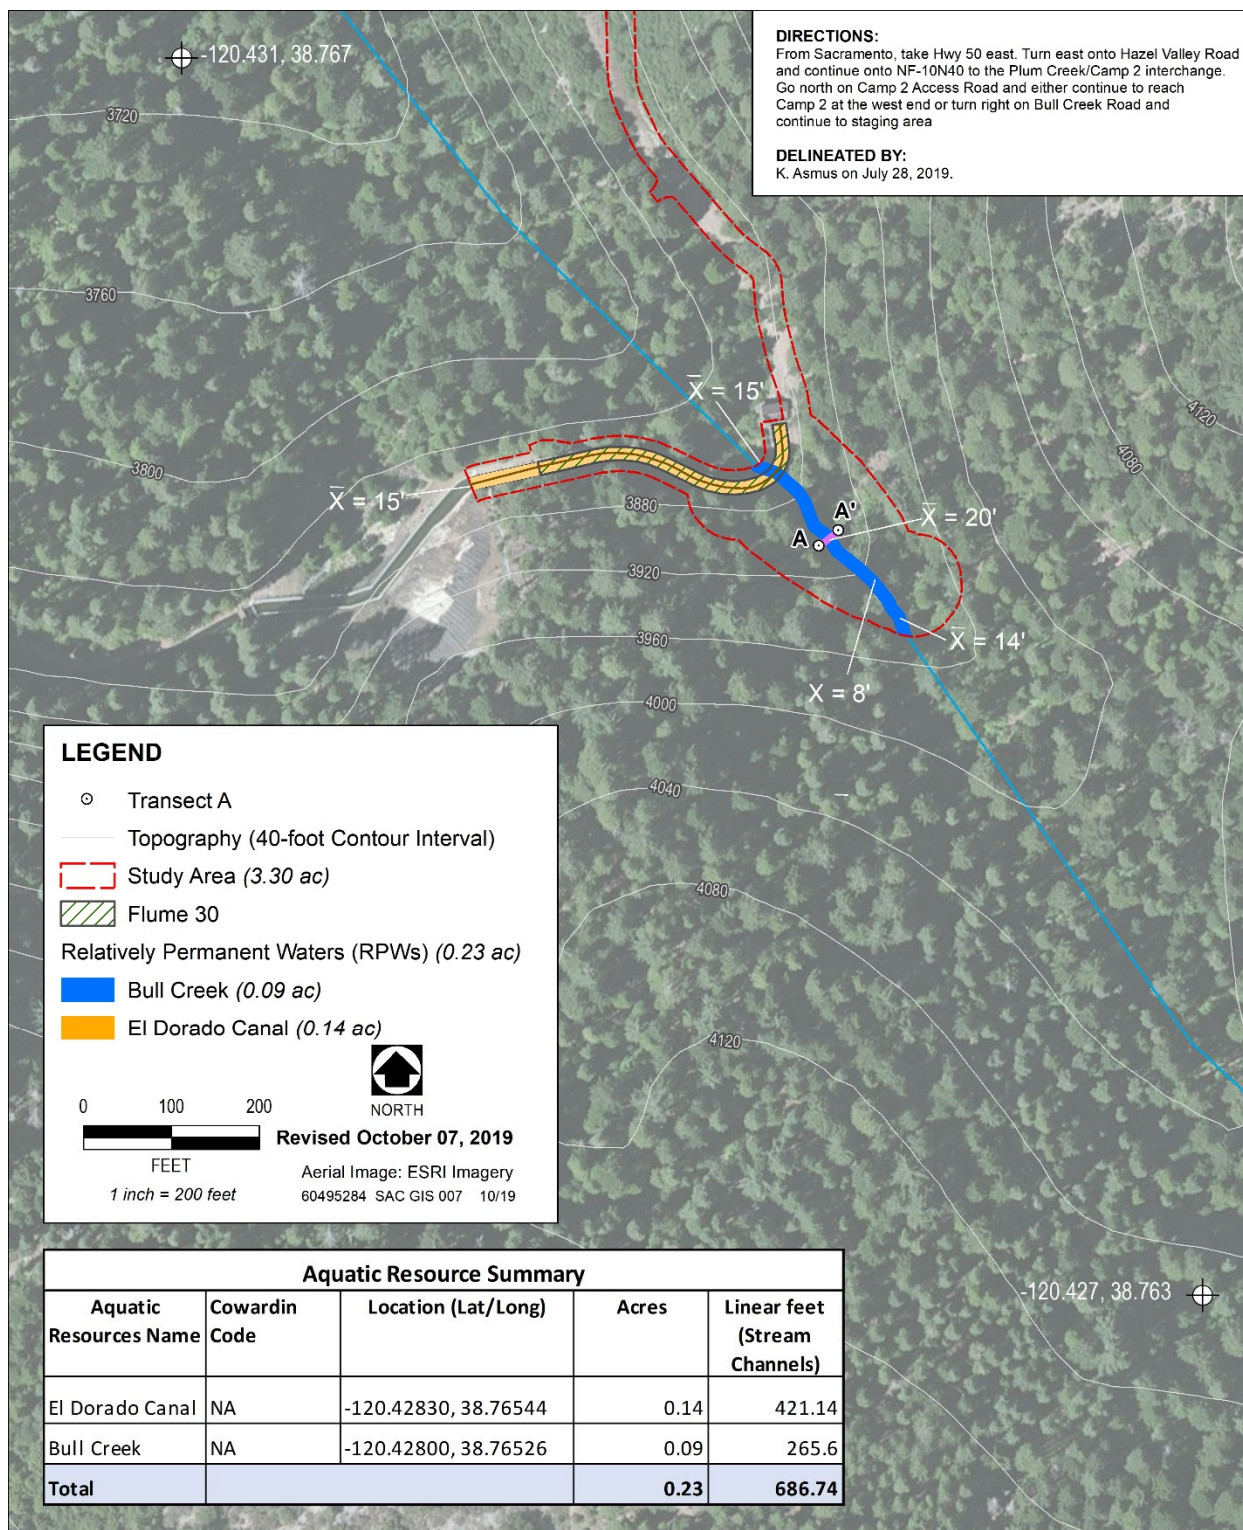 -120.431, 38.767
DIRECTIONS:
From Sacramento, take Hwy 50 east. Turn east onto Hazel Valley Road
and continue onto NF-10N40 to the Plum Creek/Camp 2 interchange.
Go north on Camp 2 Access Road and either continue to reach
Camp 2 at the west end or turn right on Bull Creek Road and
continue to staging area
DELINEATED BY:
K. Asmus on July 28, 2019.
3720
3760
X̅ = 15'
4120
4080
3800
X̅ = 15'
3880
A'
X̅ = 20'
A
3920
3960
X̅ = 14'
X = 8'
4000
4040
4080
4120
LEGEND
Transect A
Topography (40-foot Contour Interval)
Study Area (3.30 ac)
Flume 30
Relatively Permanent Waters (RPWs) (0.23 ac)
Bull Creek (0.09 ac)
El Dorado Canal (0.14 ac)
0 100 200
NORTH
Revised October 07, 2019
FEET
Aerial Image: ESRI Imagery
1 inch = 200 feet
60495284 SAC GIS 007 10/19
-120.427, 38.763
Aquatic Resource Summary
Aquatic Resources Name Cowardin Code Location (Lat/Long) Acres Linear feet (Stream Channels)
El Dorado Canal NA -120.42830, 38.76544 0.14 421.14
Bull Creek NA -120.42800, 38.76526 0.09 265.6
Total 0.23 686.74